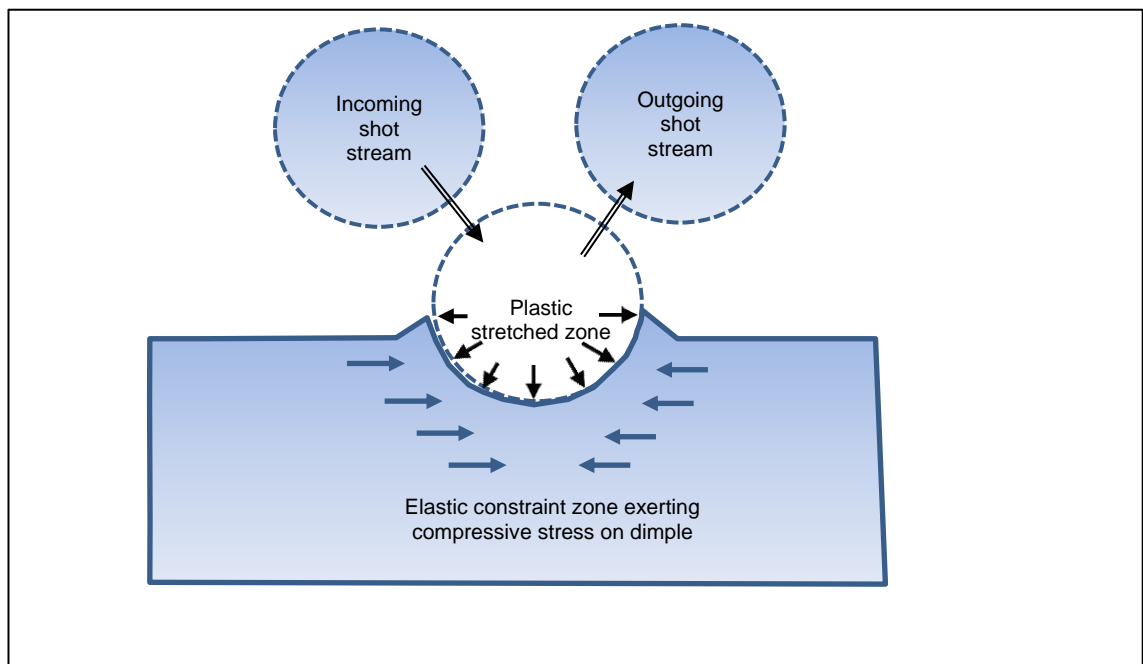 Incoming
shot
stream
Outgoing
shot
stream
Plastic
stretched zone
Elastic constraint zone exerting
compressive stress on dimple